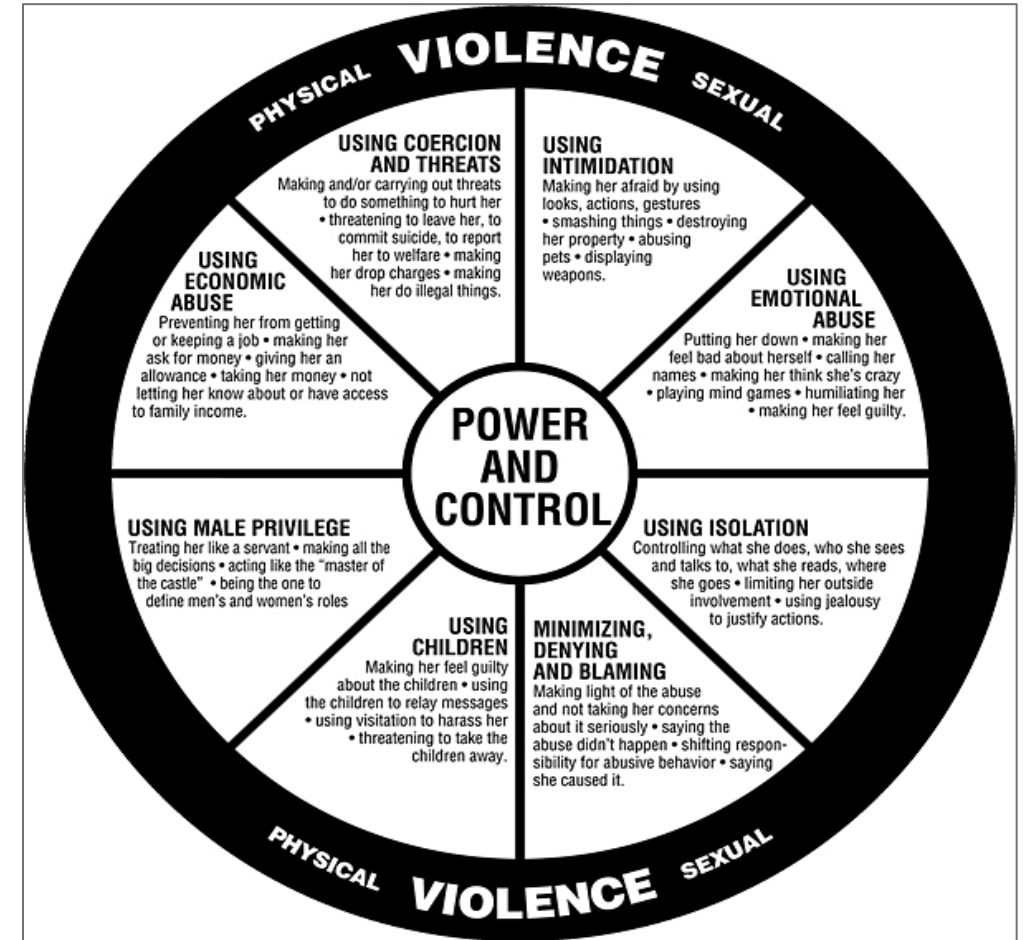 PHYSICAL VIOLENCE SEXUAL
USING COERCION
AND THREATS
Making and/or carrying out threats
to do something to hurt her
• threatening to leave her, to
commit suicide, to report
her to welfare • making
her drop charges • making
her do illegal things.
USING
INTIMIDATION
Making her afraid by using
looks, actions, gestures
• smashing things • destroying
her property • abusing
pets • displaying
weapons.
USING
ECONOMIC
ABUSE
Preventing her from getting
or keeping a job • making her
ask for money • giving her an
allowance • taking her money • not
letting her know about or have access
to family income.
USING
EMOTIONAL
ABUSE
Putting her down • making her
feel bad about herself • calling her
names • making her think she's crazy
• playing mind games • humiliating her
• making her feel guilty.
POWER
AND
CONTROL
USING MALE PRIVILEGE
Treating her like a servant • making all the
big decisions • acting like the “master of
the castle” • being the one to
define men's and women's roles
USING ISOLATION
Controlling what she does, who she sees
and talks to, what she reads, where
she goes • limiting her outside
involvement • using jealousy
to justify actions.
USING
CHILDREN
Making her feel guilty
about the children • using
the children to relay messages
• using visitation to harass her
• threatening to take the
children away.
MINIMIZING,
DENYING
AND BLAMING
Making light of the abuse
and not taking her concerns
about it seriously • saying the
abuse didn't happen • shifting respon-
sibility for abusive behavior • saying
she caused it.
PHYSICAL VIOLENCE SEXUAL